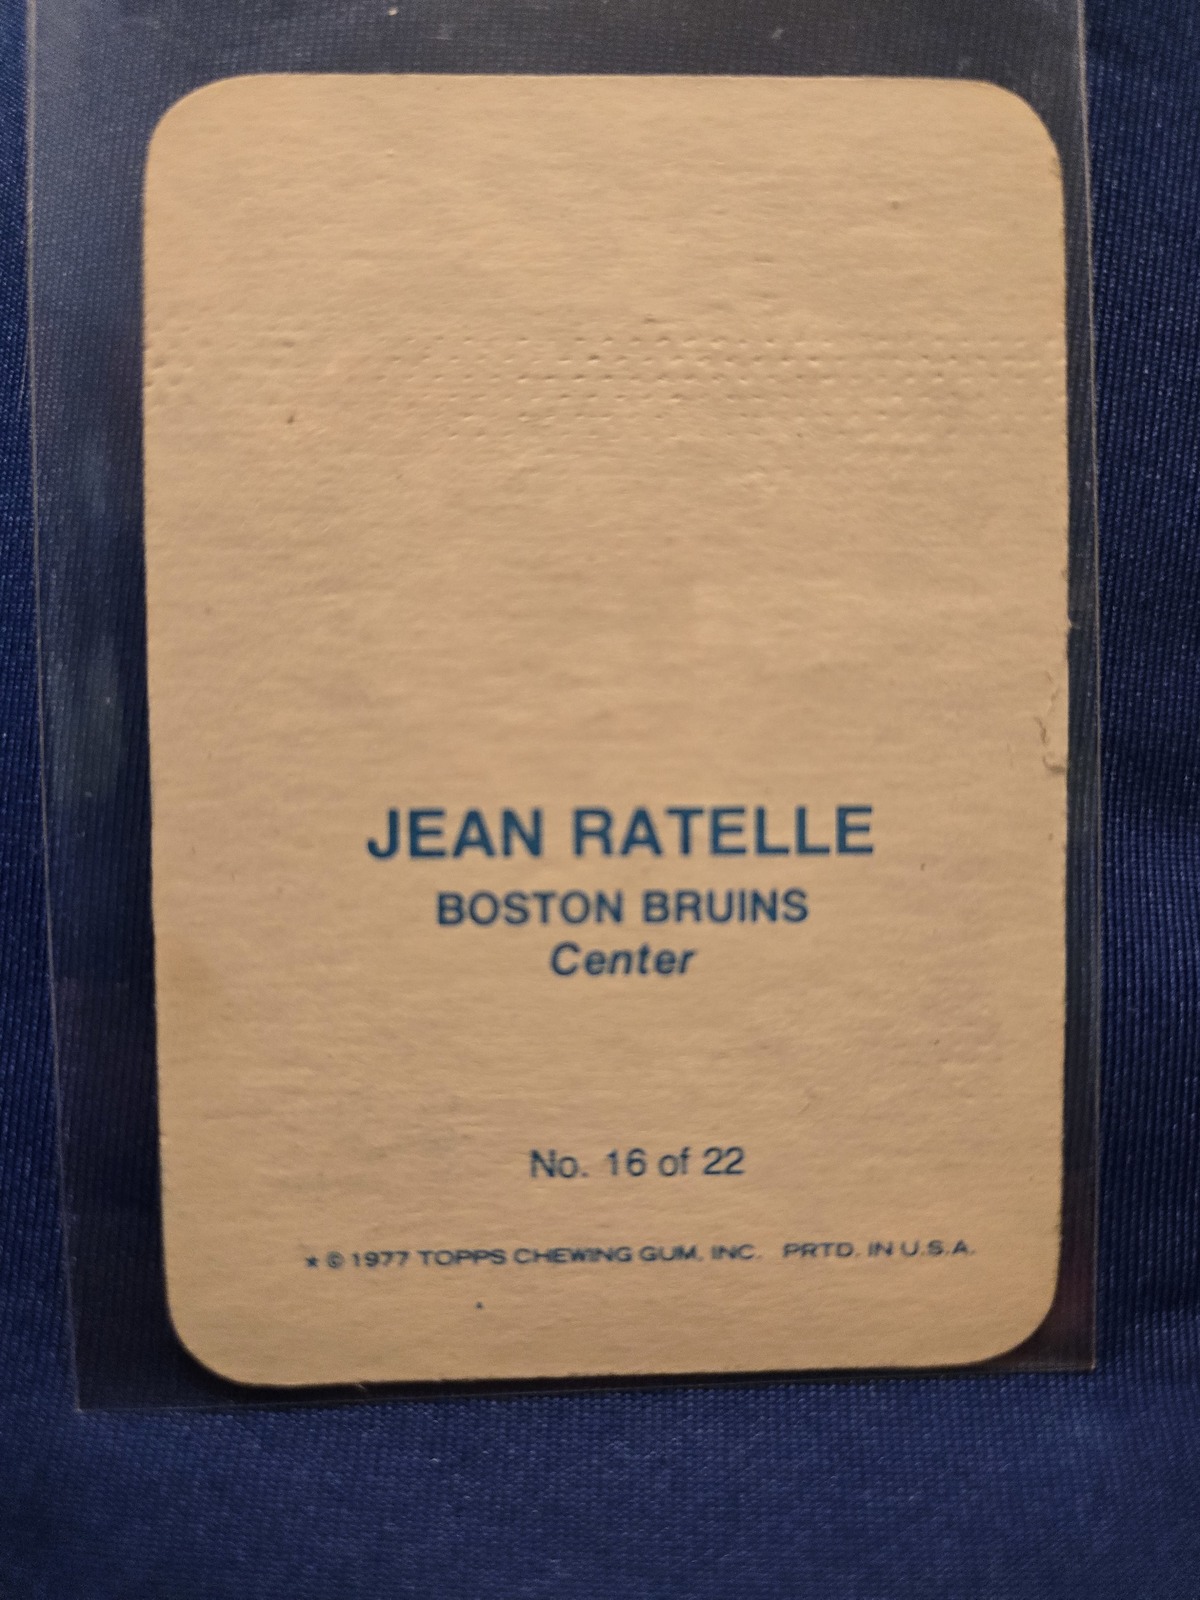 JEAN RATELLE
BOSTON BRUINS
Center
No. 16 of 22
★ © 1977 TOPPS CHEWING GUM, INC. PRTD. IN U.S.A.